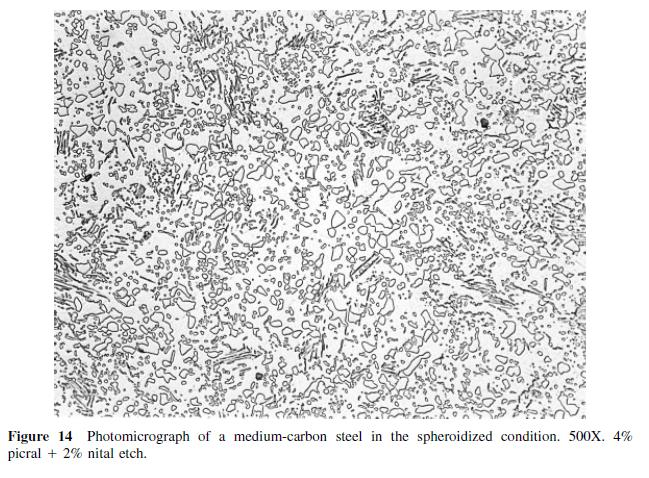 Figure 14 Photomicrograph of a medium-carbon steel in the spheroidized condition. 500X. 4%
picral + 2% nital etch.